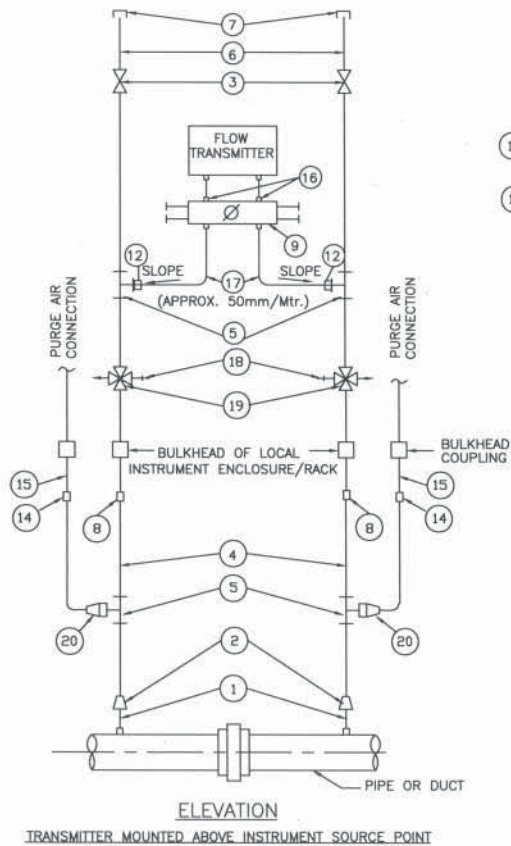 7
6
3
FLOW
TRANSMITTER
16
9
12
SLOPE
17
SLOPE
12
(APPROX. 50mm/Mtr.)
5
PURGE AIR
CONNECTION
PURGE AIR
CONNECTION
18
19
BULKHEAD OF LOCAL
INSTRUMENT ENCLOSURE/RACK
BULKHEAD
COUPLING
15
15
14
14
8
8
4
5
20
20
2
1
PIPE OR DUCT
ELEVATION
TRANSMITTER MOUNTED ABOVE INSTRUMENT SOURCE POINT